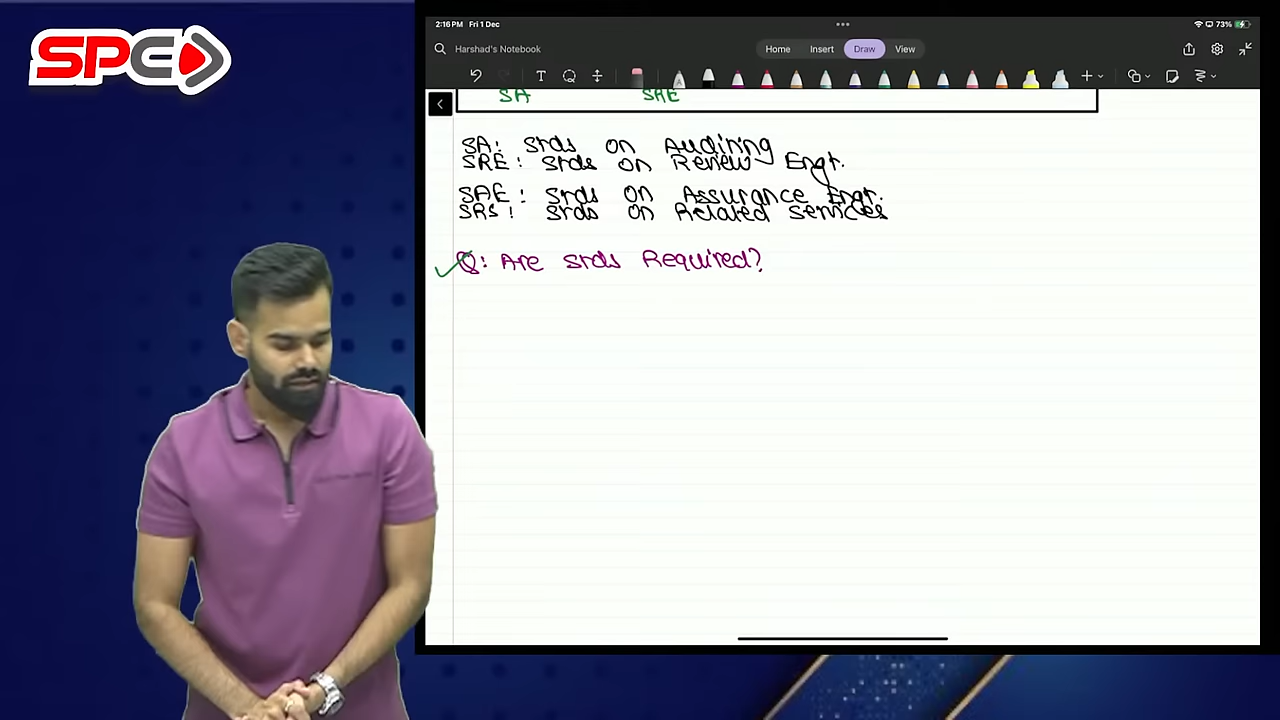 SPC
2:16 PM Fri 1 Dec
73%
Harshad's Notebook
Home Insert Draw View
T
SA SRE
SA: Stds on Auditing
SRE: Stds on Review Engt.
SAE: Stds on Assurance Engt.
SRS: Stds on Related Services
Q: Are Stds Required?